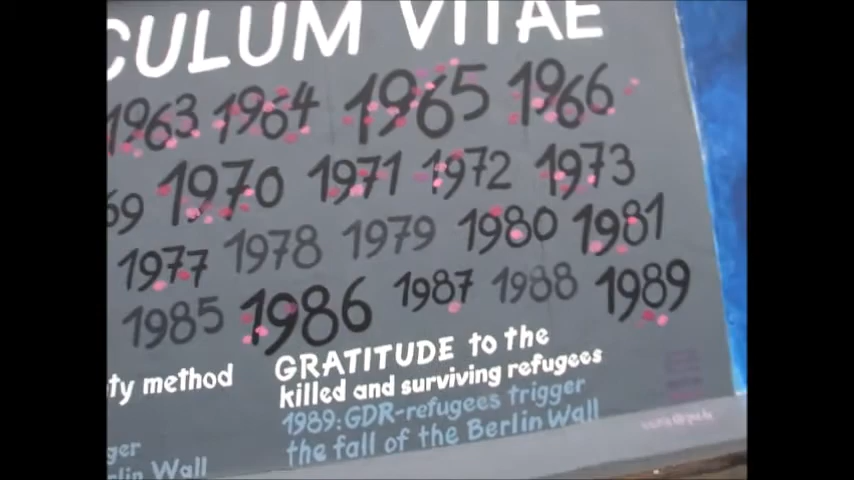 CULUM VITAE
1963 1964 1965 1966
69 1970 1971 1972 1973
1977 1978 1979 1980 1981
1985 1986 1987 1988 1989
ty method
GRATITUDE to the
killed and surviving refugees
1989: GDR-refugees trigger
the fall of the Berlin Wall
ger
lin Wall